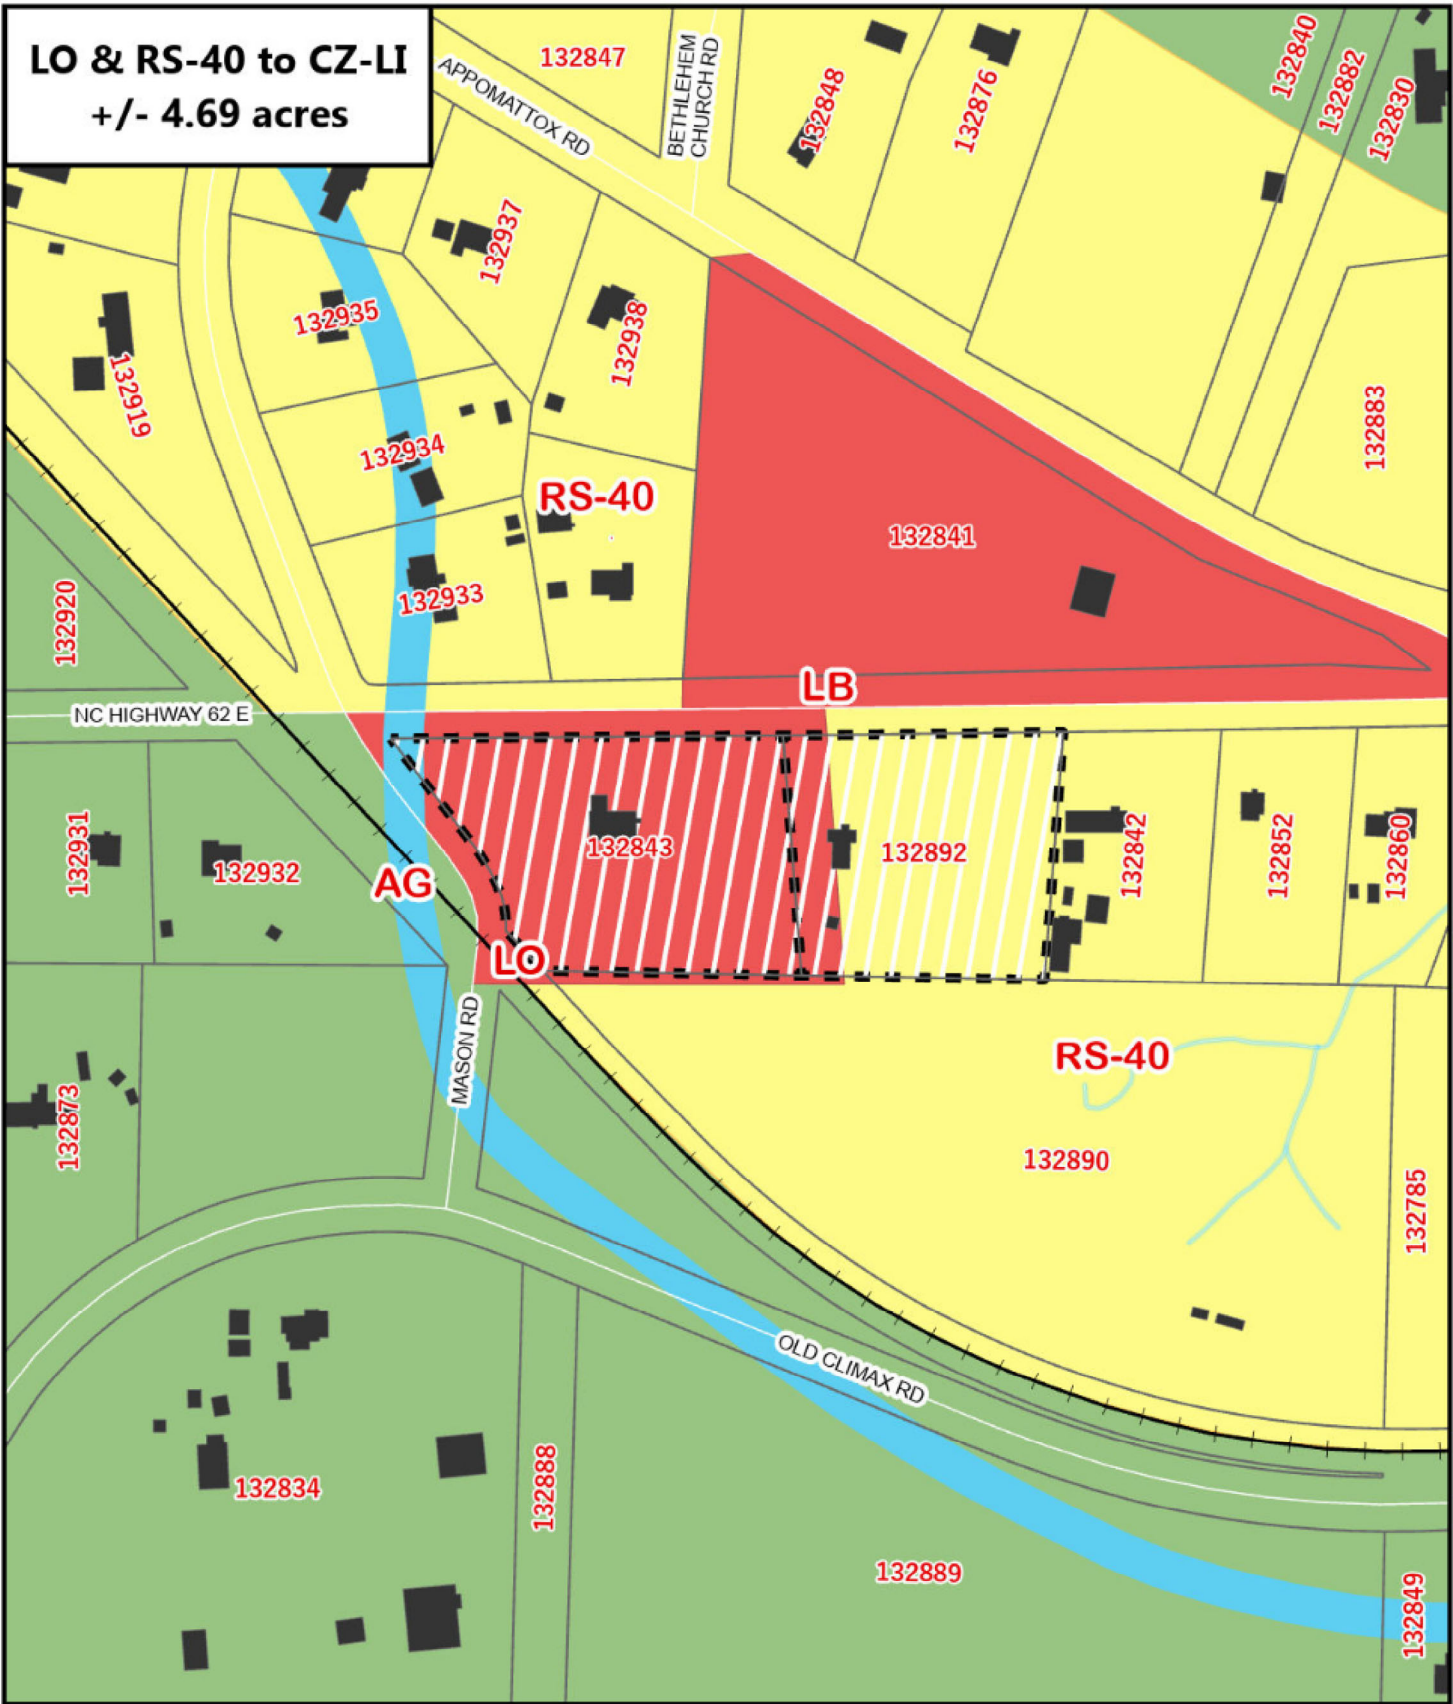 LO & RS-40 to CZ-LI
+/- 4.69 acres
132847
APPOMATTOX RD
BETHLEHEM
CHURCH RD
132848
132876
132840
132882
132830
132937
132935
132938
132919
132934
132883
RS-40
132841
132933
132920
LB
NC HIGHWAY 62 E
132931
132932
132843
132892
132842
132852
132860
AG
LO
MASON RD
RS-40
132873
132890
132785
OLD CLIMAX RD
132834
132888
132889
132849